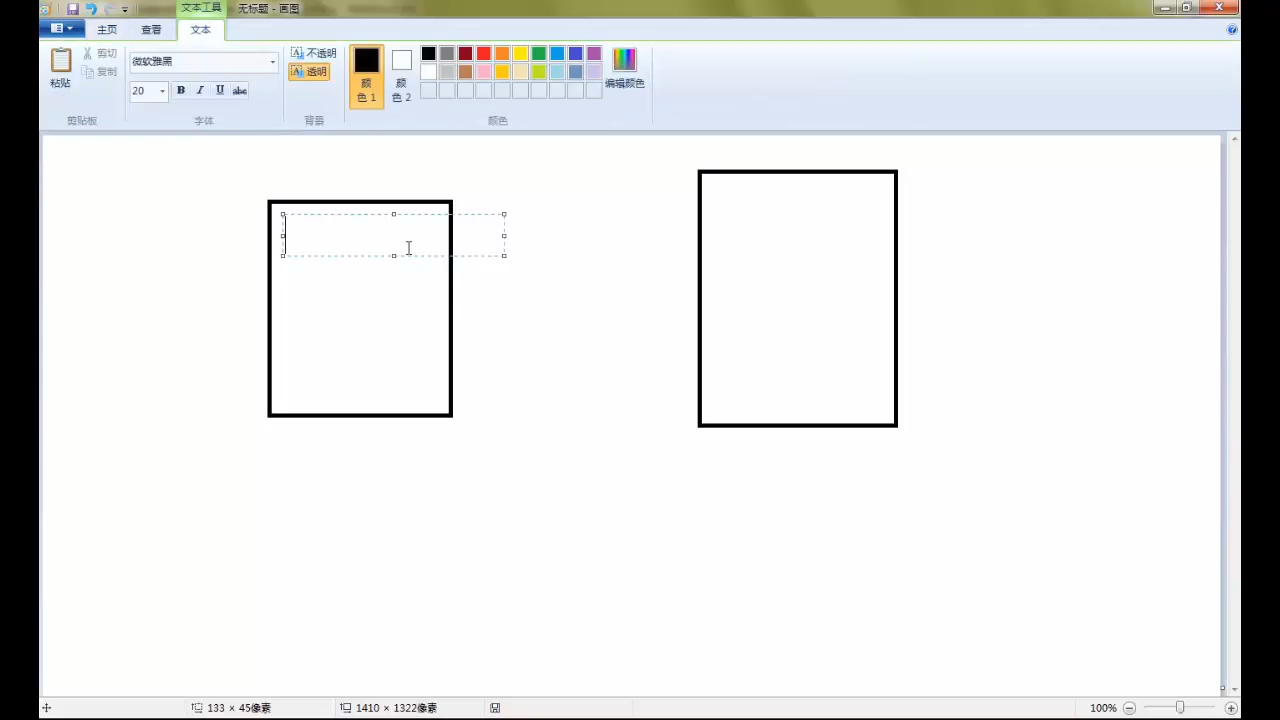 文本工具
无标题 - 画图
主页
查看
文本
粘贴
剪切
复制
微软雅黑
20
B I U abc
不透明
透明
颜色 1
颜色 2
编辑颜色
剪贴板
字体
背景
颜色
133 × 45像素
1410 × 1322像素
100%